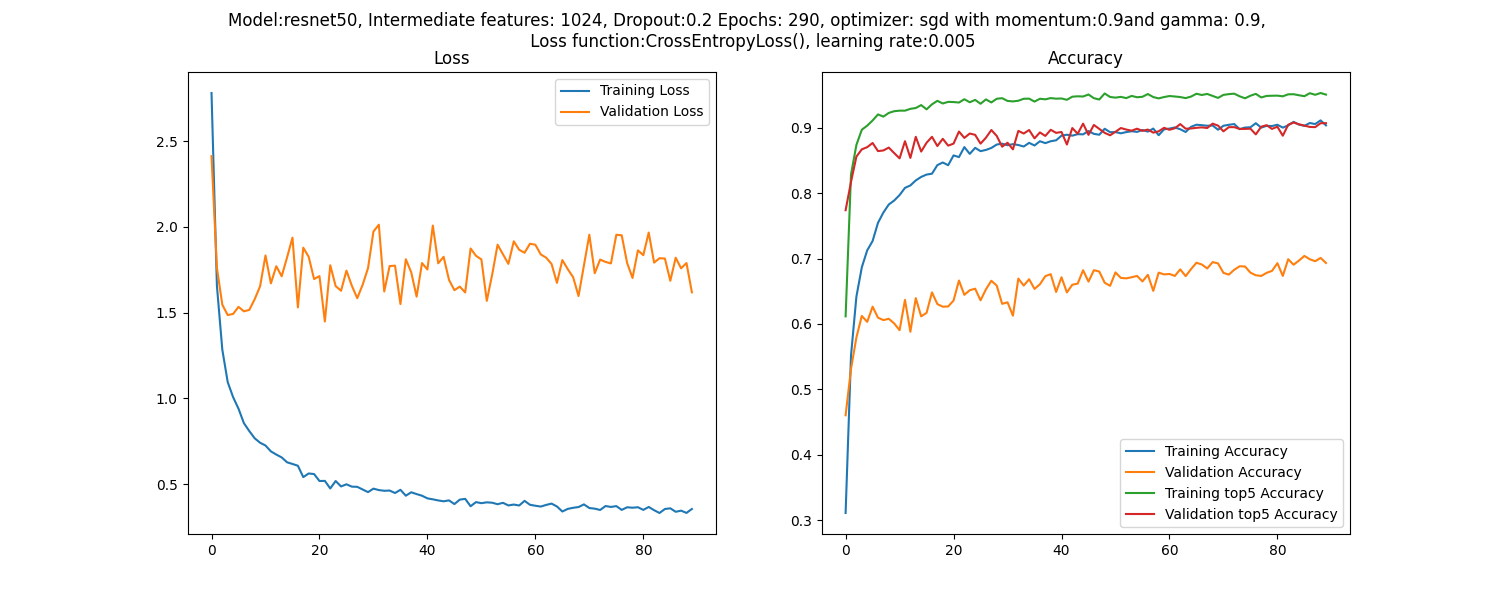 Model:resnet50, Intermediate features: 1024, Dropout:0.2 Epochs: 290, optimizer: sgd with momentum:0.9and gamma: 0.9,
Loss function:CrossEntropyLoss(), learning rate:0.005
Loss
Training Loss
Validation Loss
2.5
2.0
1.5
1.0
0.5
0 20 40 60 80
Accuracy
0.9
0.8
0.7
0.6
0.5
0.4
0.3
Training Accuracy
Validation Accuracy
Training top5 Accuracy
Validation top5 Accuracy
0 20 40 60 80